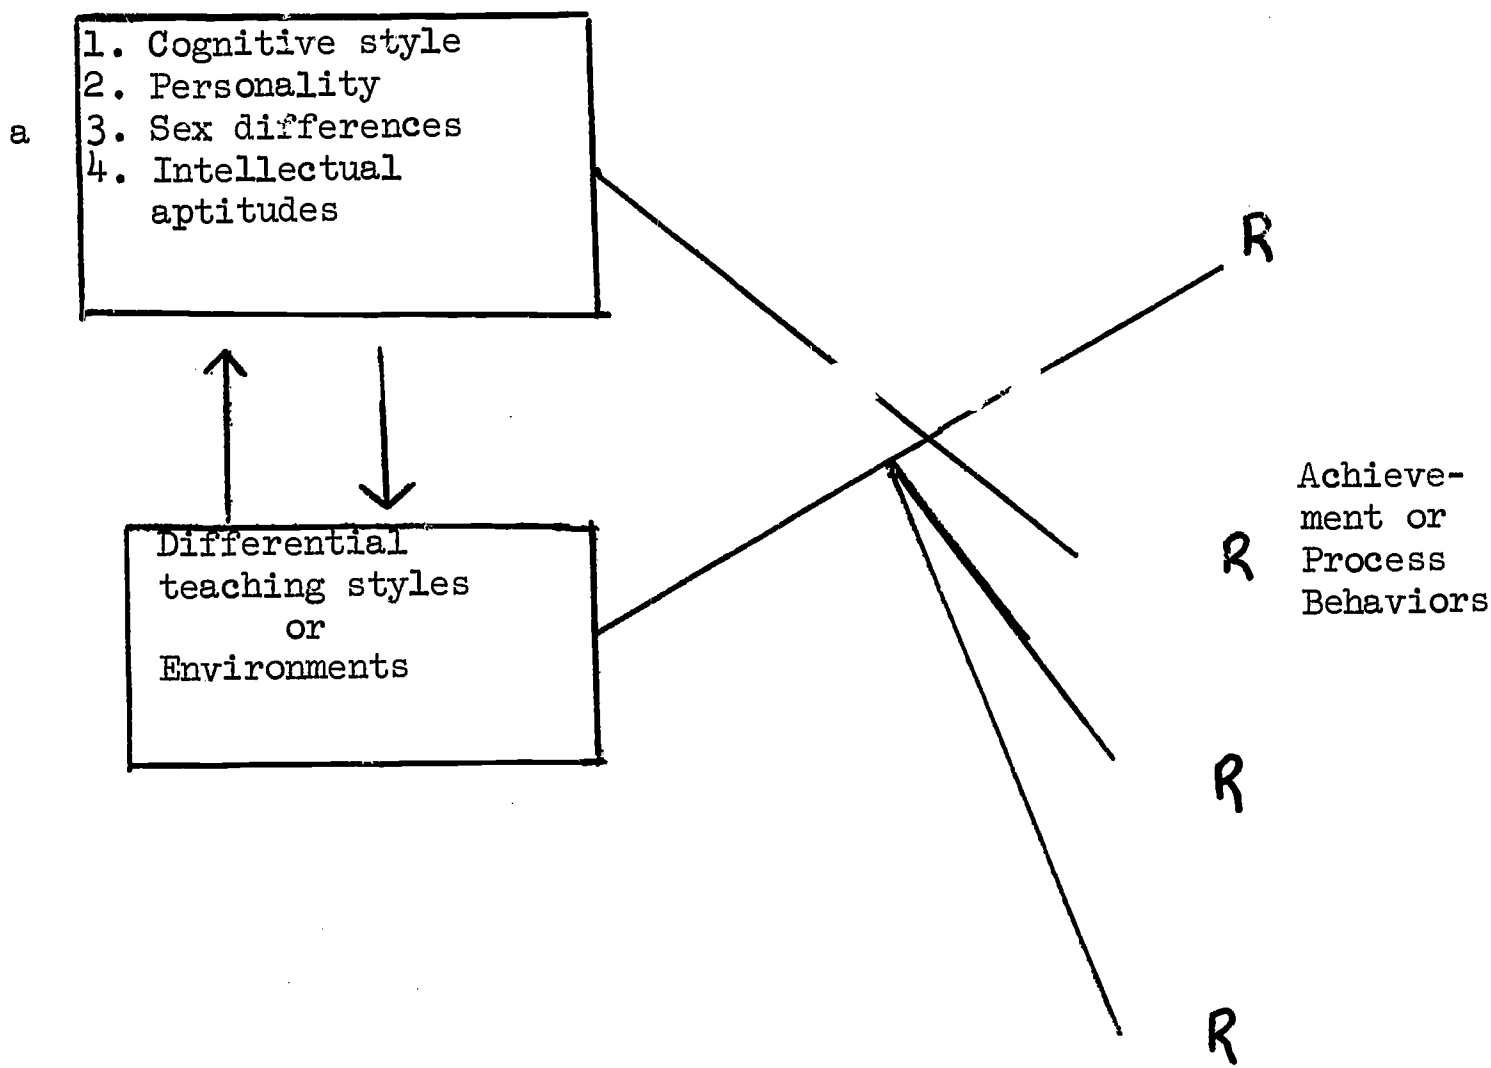 a
1. Cognitive style
2. Personality
3. Sex differences
4. Intellectual
aptitudes
Differential
teaching styles
or
Environments
R
R
R
R
Achieve-
ment or
Process
Behaviors